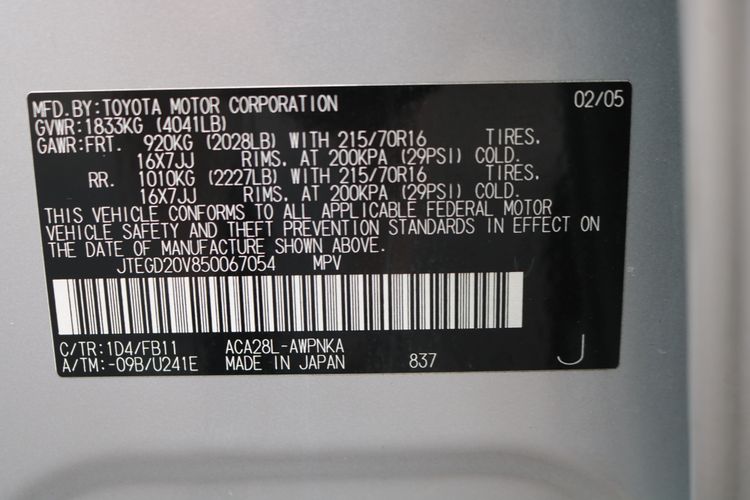 MFD.BY:TOYOTA MOTOR CORPORATION 02/05
GVWR:1833KG (4041LB)
GAWR:FRT. 920KG (2028LB) WITH 215/70R16 TIRES,
16X7JJ RIMS, AT 200KPA (29PSI) COLD.
RR. 1010KG (2227LB) WITH 215/70R16 TIRES,
16X7JJ RIMS, AT 200KPA (29PSI) COLD.
THIS VEHICLE CONFORMS TO ALL APPLICABLE FEDERAL MOTOR
VEHICLE SAFETY AND THEFT PREVENTION STANDARDS IN EFFECT ON
THE DATE OF MANUFACTURE SHOWN ABOVE.
JTEGD20V850067054 MPV
C/TR:1D4/FB11 ACA28L-AWPNKA
A/TM:-09B/U241E MADE IN JAPAN 837 J